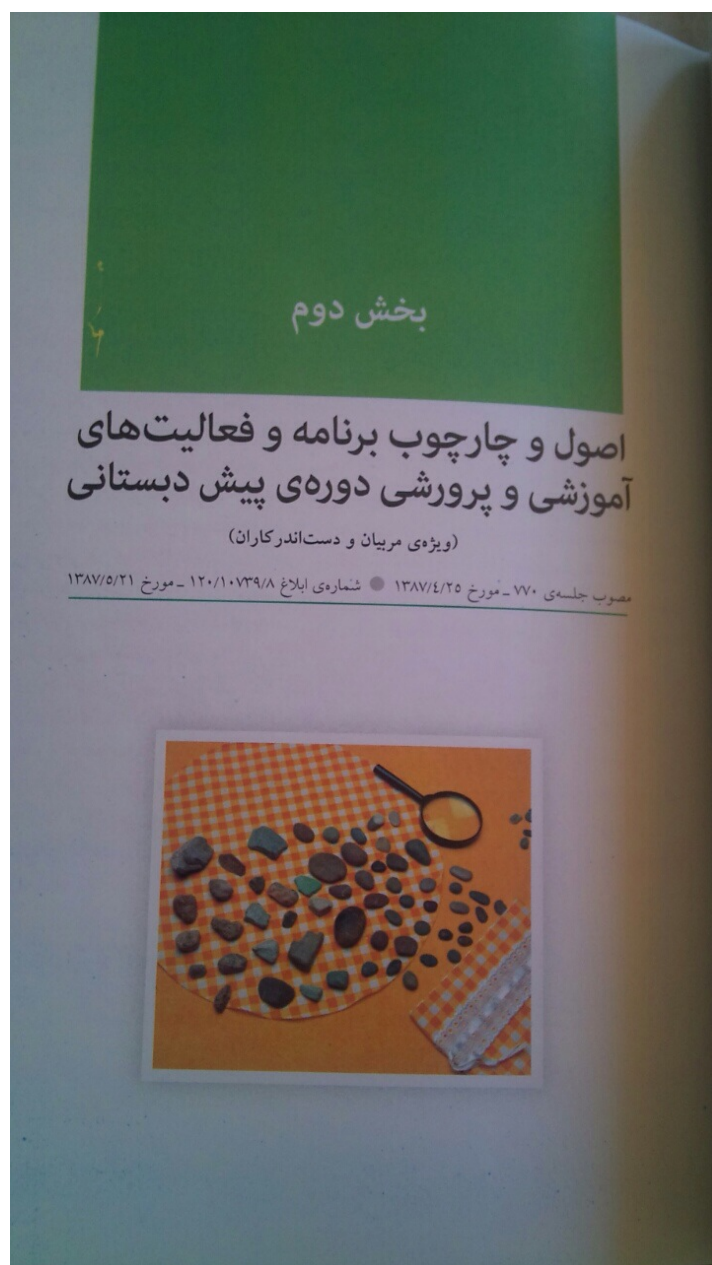 بخش دوم
اصول و چارچوب برنامه و فعالیت‌های
آموزشی و پرورشی دوره‌ی پیش دبستانی
(ویژه‌ی مربیان و دست‌اندرکاران)
مصوب جلسه‌ی ۷۷۰ ـ مورخ ۱۳۸۷/٤/۲۵ ● شماره‌ی ابلاغ ۱۲۰/۱۰۷۳۹/۸ ـ مورخ ۱۳۸۷/۵/۲۱